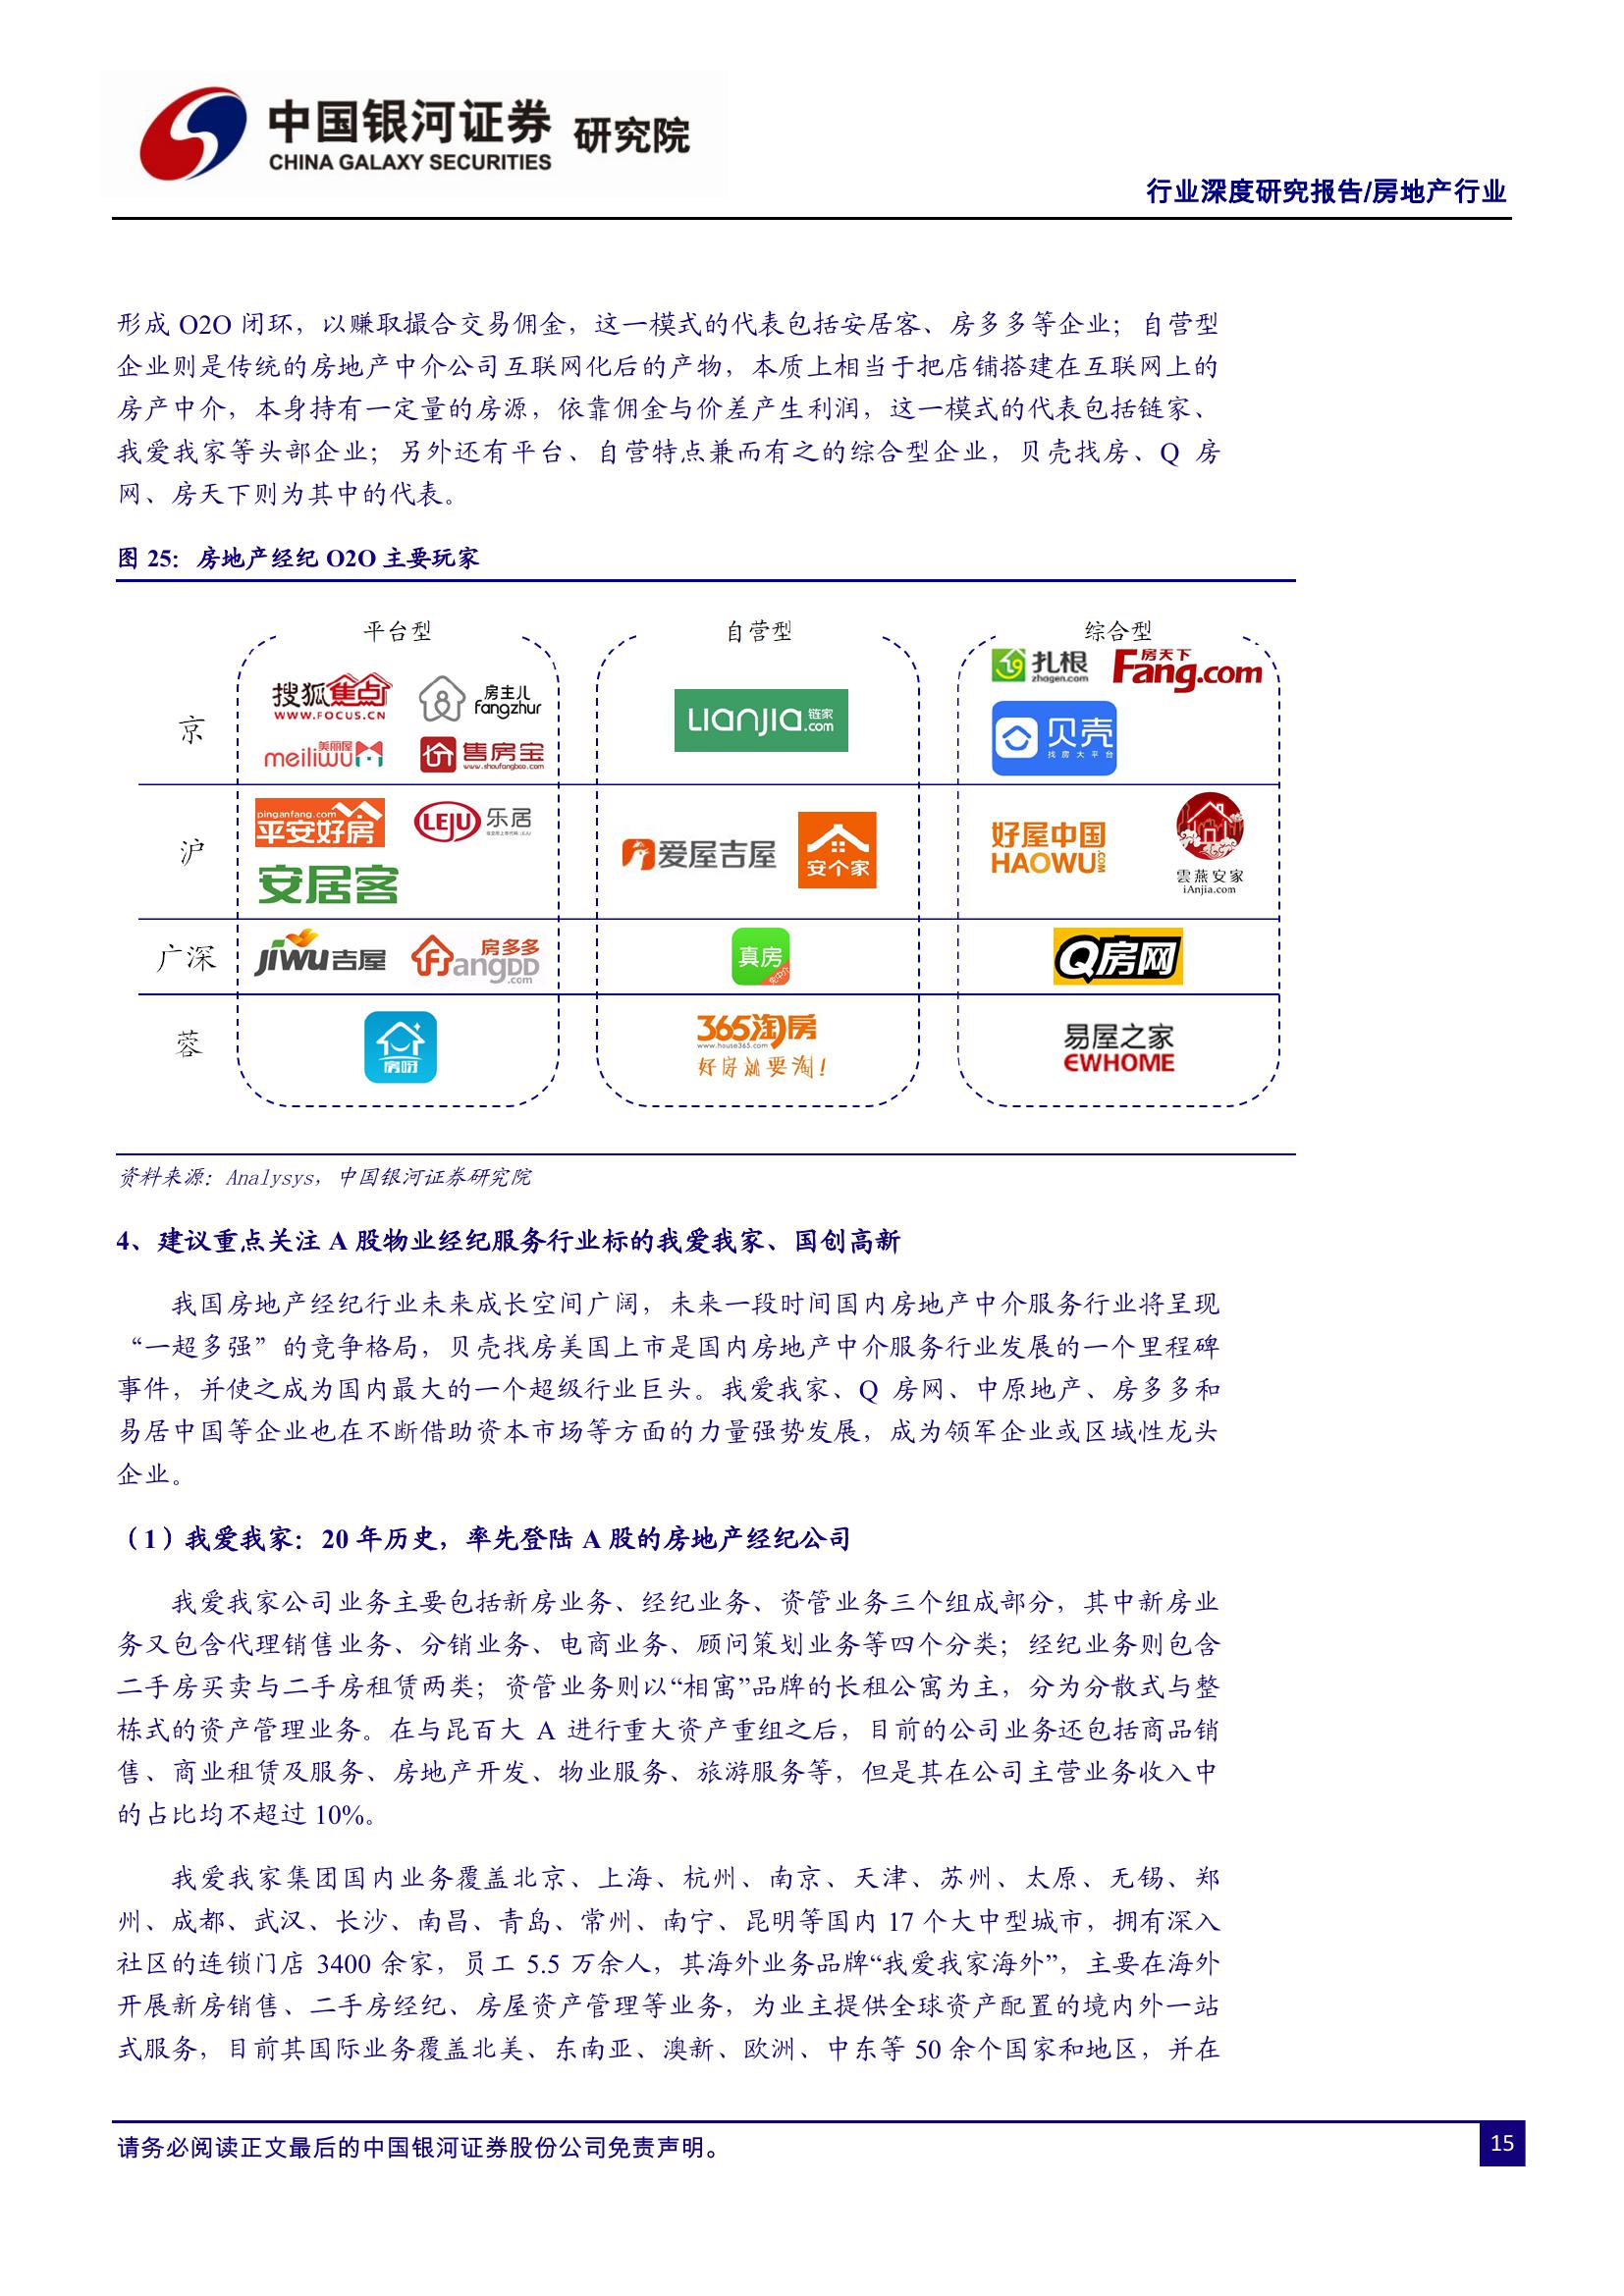 中国银河证券 研究院
CHINA GALAXY SECURITIES
行业深度研究报告/房地产行业
形成 O2O 闭环，以赚取撮合交易佣金，这一模式的代表包括安居客、房多多等企业；自营型
企业则是传统的房地产中介公司互联网化后的产物，本质上相当于把店铺搭建在互联网上的
房产中介，本身持有一定量的房源，依靠佣金与价差产生利润，这一模式的代表包括链家、
我爱我家等头部企业；另外还有平台、自营特点兼而有之的综合型企业，贝壳找房、Q 房
网、房天下则为其中的代表。
图 25：房地产经纪 O2O 主要玩家
平台型 自营型 综合型
京
搜狐焦点
WWW.FOCUS.CN
房主儿
fangzhur
美丽屋
meiliwu
售房宝
www.shoufangbao.com
LIANJIA 链家
.com
扎根
zhagen.com
房天下
Fang.com
贝壳
找房大平台
沪
pinganfang.com
平安好房
LEJU 乐居
安居客
爱屋吉屋
安个家
好屋中国
HAOWU.COM
雲燕安家
iAnjia.com
广深
JIWU吉屋
房多多
FangDD
.com
真房
Q房网
蓉
房呀
365淘房
www.house365.com
好房就要淘!
易屋之家
EWHOME
资料来源：Analysys，中国银河证券研究院
4、建议重点关注 A 股物业经纪服务行业标的我爱我家、国创高新
我国房地产经纪行业未来成长空间广阔，未来一段时间国内房地产中介服务行业将呈现
“一超多强”的竞争格局，贝壳找房美国上市是国内房地产中介服务行业发展的一个里程碑
事件，并使之成为国内最大的一个超级行业巨头。我爱我家、Q 房网、中原地产、房多多和
易居中国等企业也在不断借助资本市场等方面的力量强势发展，成为领军企业或区域性龙头
企业。
（1）我爱我家：20 年历史，率先登陆 A 股的房地产经纪公司
我爱我家公司业务主要包括新房业务、经纪业务、资管业务三个组成部分，其中新房业
务又包含代理销售业务、分销业务、电商业务、顾问策划业务等四个分类；经纪业务则包含
二手房买卖与二手房租赁两类；资管业务则以“相寓”品牌的长租公寓为主，分为分散式与整
栋式的资产管理业务。在与昆百大 A 进行重大资产重组之后，目前的公司业务还包括商品销
售、商业租赁及服务、房地产开发、物业服务、旅游服务等，但是其在公司主营业务收入中
的占比均不超过 10%。
我爱我家集团国内业务覆盖北京、上海、杭州、南京、天津、苏州、太原、无锡、郑
州、成都、武汉、长沙、南昌、青岛、常州、南宁、昆明等国内 17 个大中型城市，拥有深入
社区的连锁门店 3400 余家，员工 5.5 万余人，其海外业务品牌“我爱我家海外”，主要在海外
开展新房销售、二手房经纪、房屋资产管理等业务，为业主提供全球资产配置的境内外一站
式服务，目前其国际业务覆盖北美、东南亚、澳新、欧洲、中东等 50 余个国家和地区，并在
请务必阅读正文最后的中国银河证券股份公司免责声明。
15